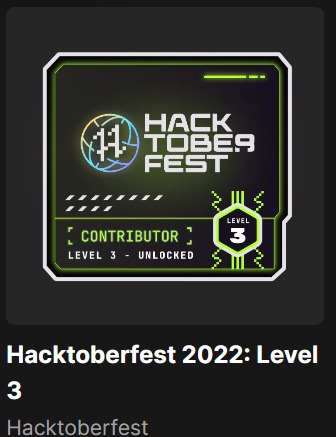 HACK
TOBER
FEST
[ CONTRIBUTOR ]
LEVEL 3 - UNLOCKED
LEVEL
3
Hacktoberfest 2022: Level
3
Hacktoberfest